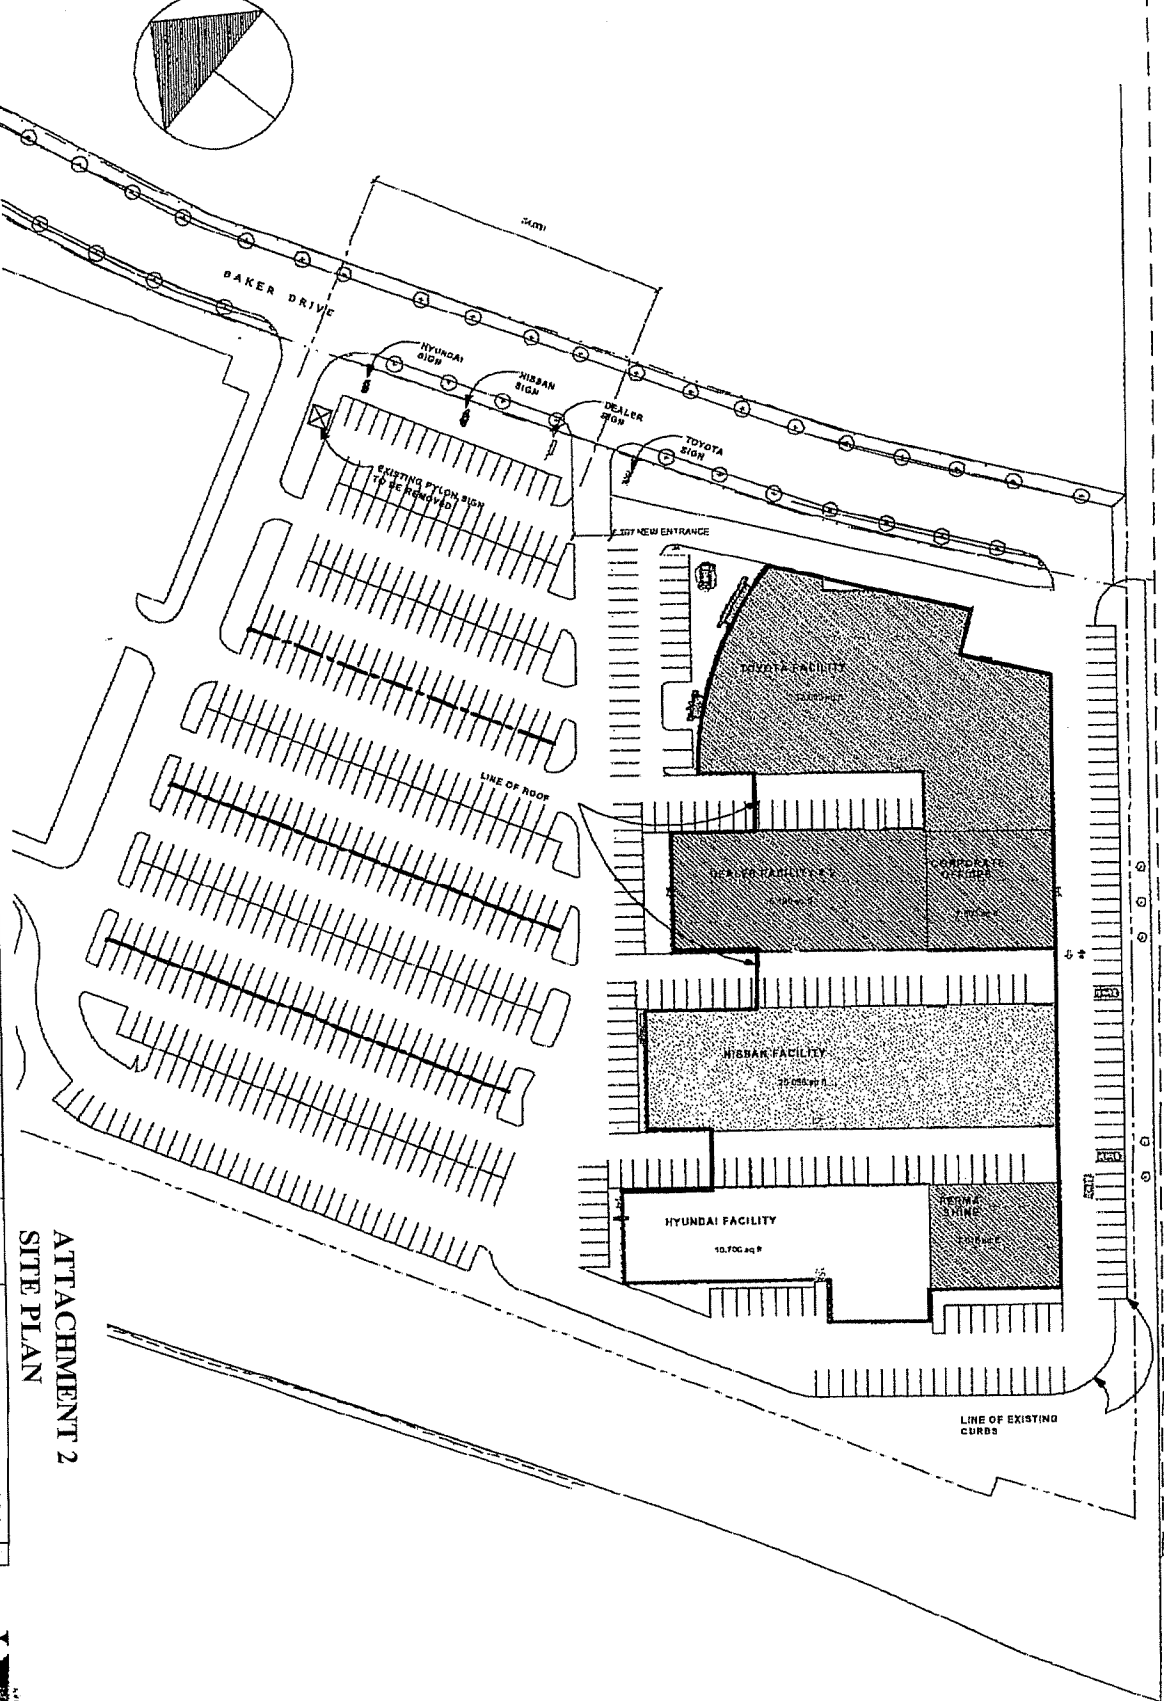 BAKER DRIVE
HYUNDAI
SIGN
NISSAN
SIGN
DEALER
SIGN
TOYOTA
SIGN
EXISTING PYLON SIGN
TO BE REMOVED
NEW ENTRANCE
TOYOTA FACILITY
LINE OF ROOF
DEALER FACILITY
CORPORATE
OFFICES
NISSAN FACILITY
HYUNDAI FACILITY
10,700 sq ft
PERMA
SHINE
LINE OF EXISTING
CURBS
ATTACHMENT 2
SITE PLAN